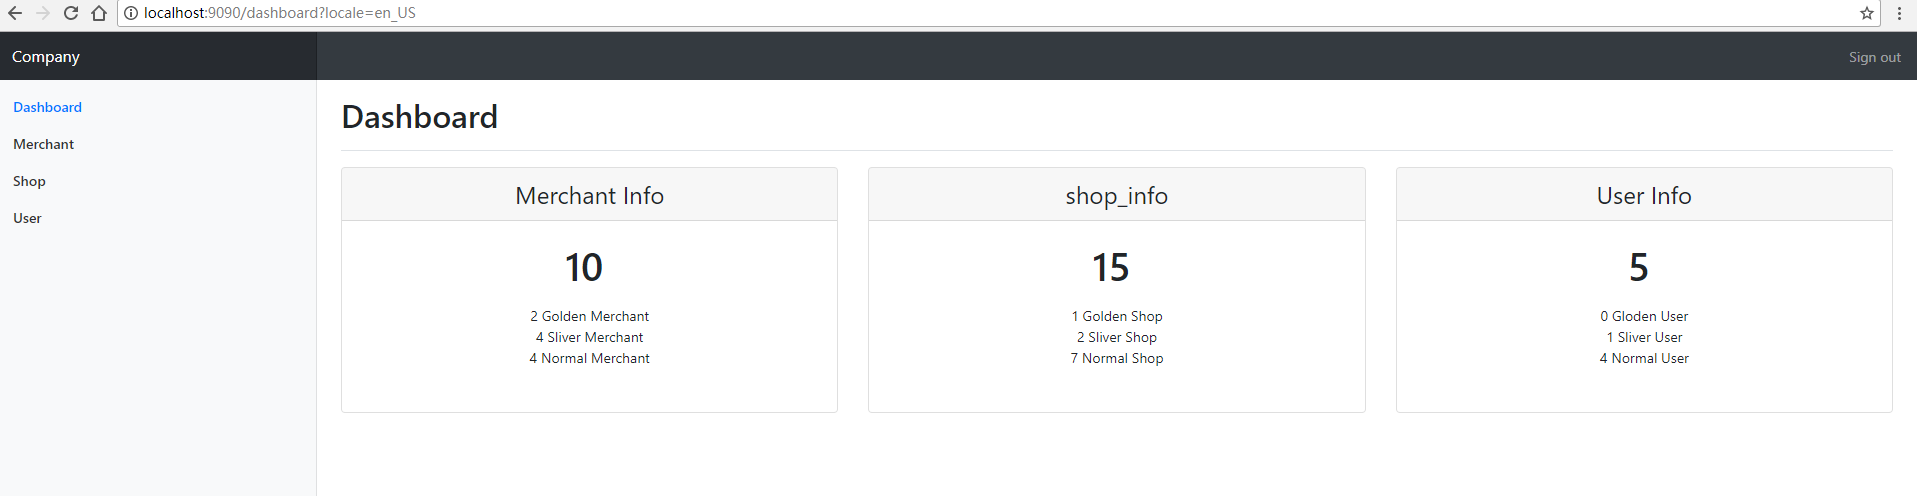 localhost:9090/dashboard?locale=en_US
Company
Sign out
Dashboard
Merchant
Shop
User
Dashboard
Merchant Info
10
2 Golden Merchant
4 Sliver Merchant
4 Normal Merchant
shop_info
15
1 Golden Shop
2 Sliver Shop
7 Normal Shop
User Info
5
0 Gloden User
1 Sliver User
4 Normal User